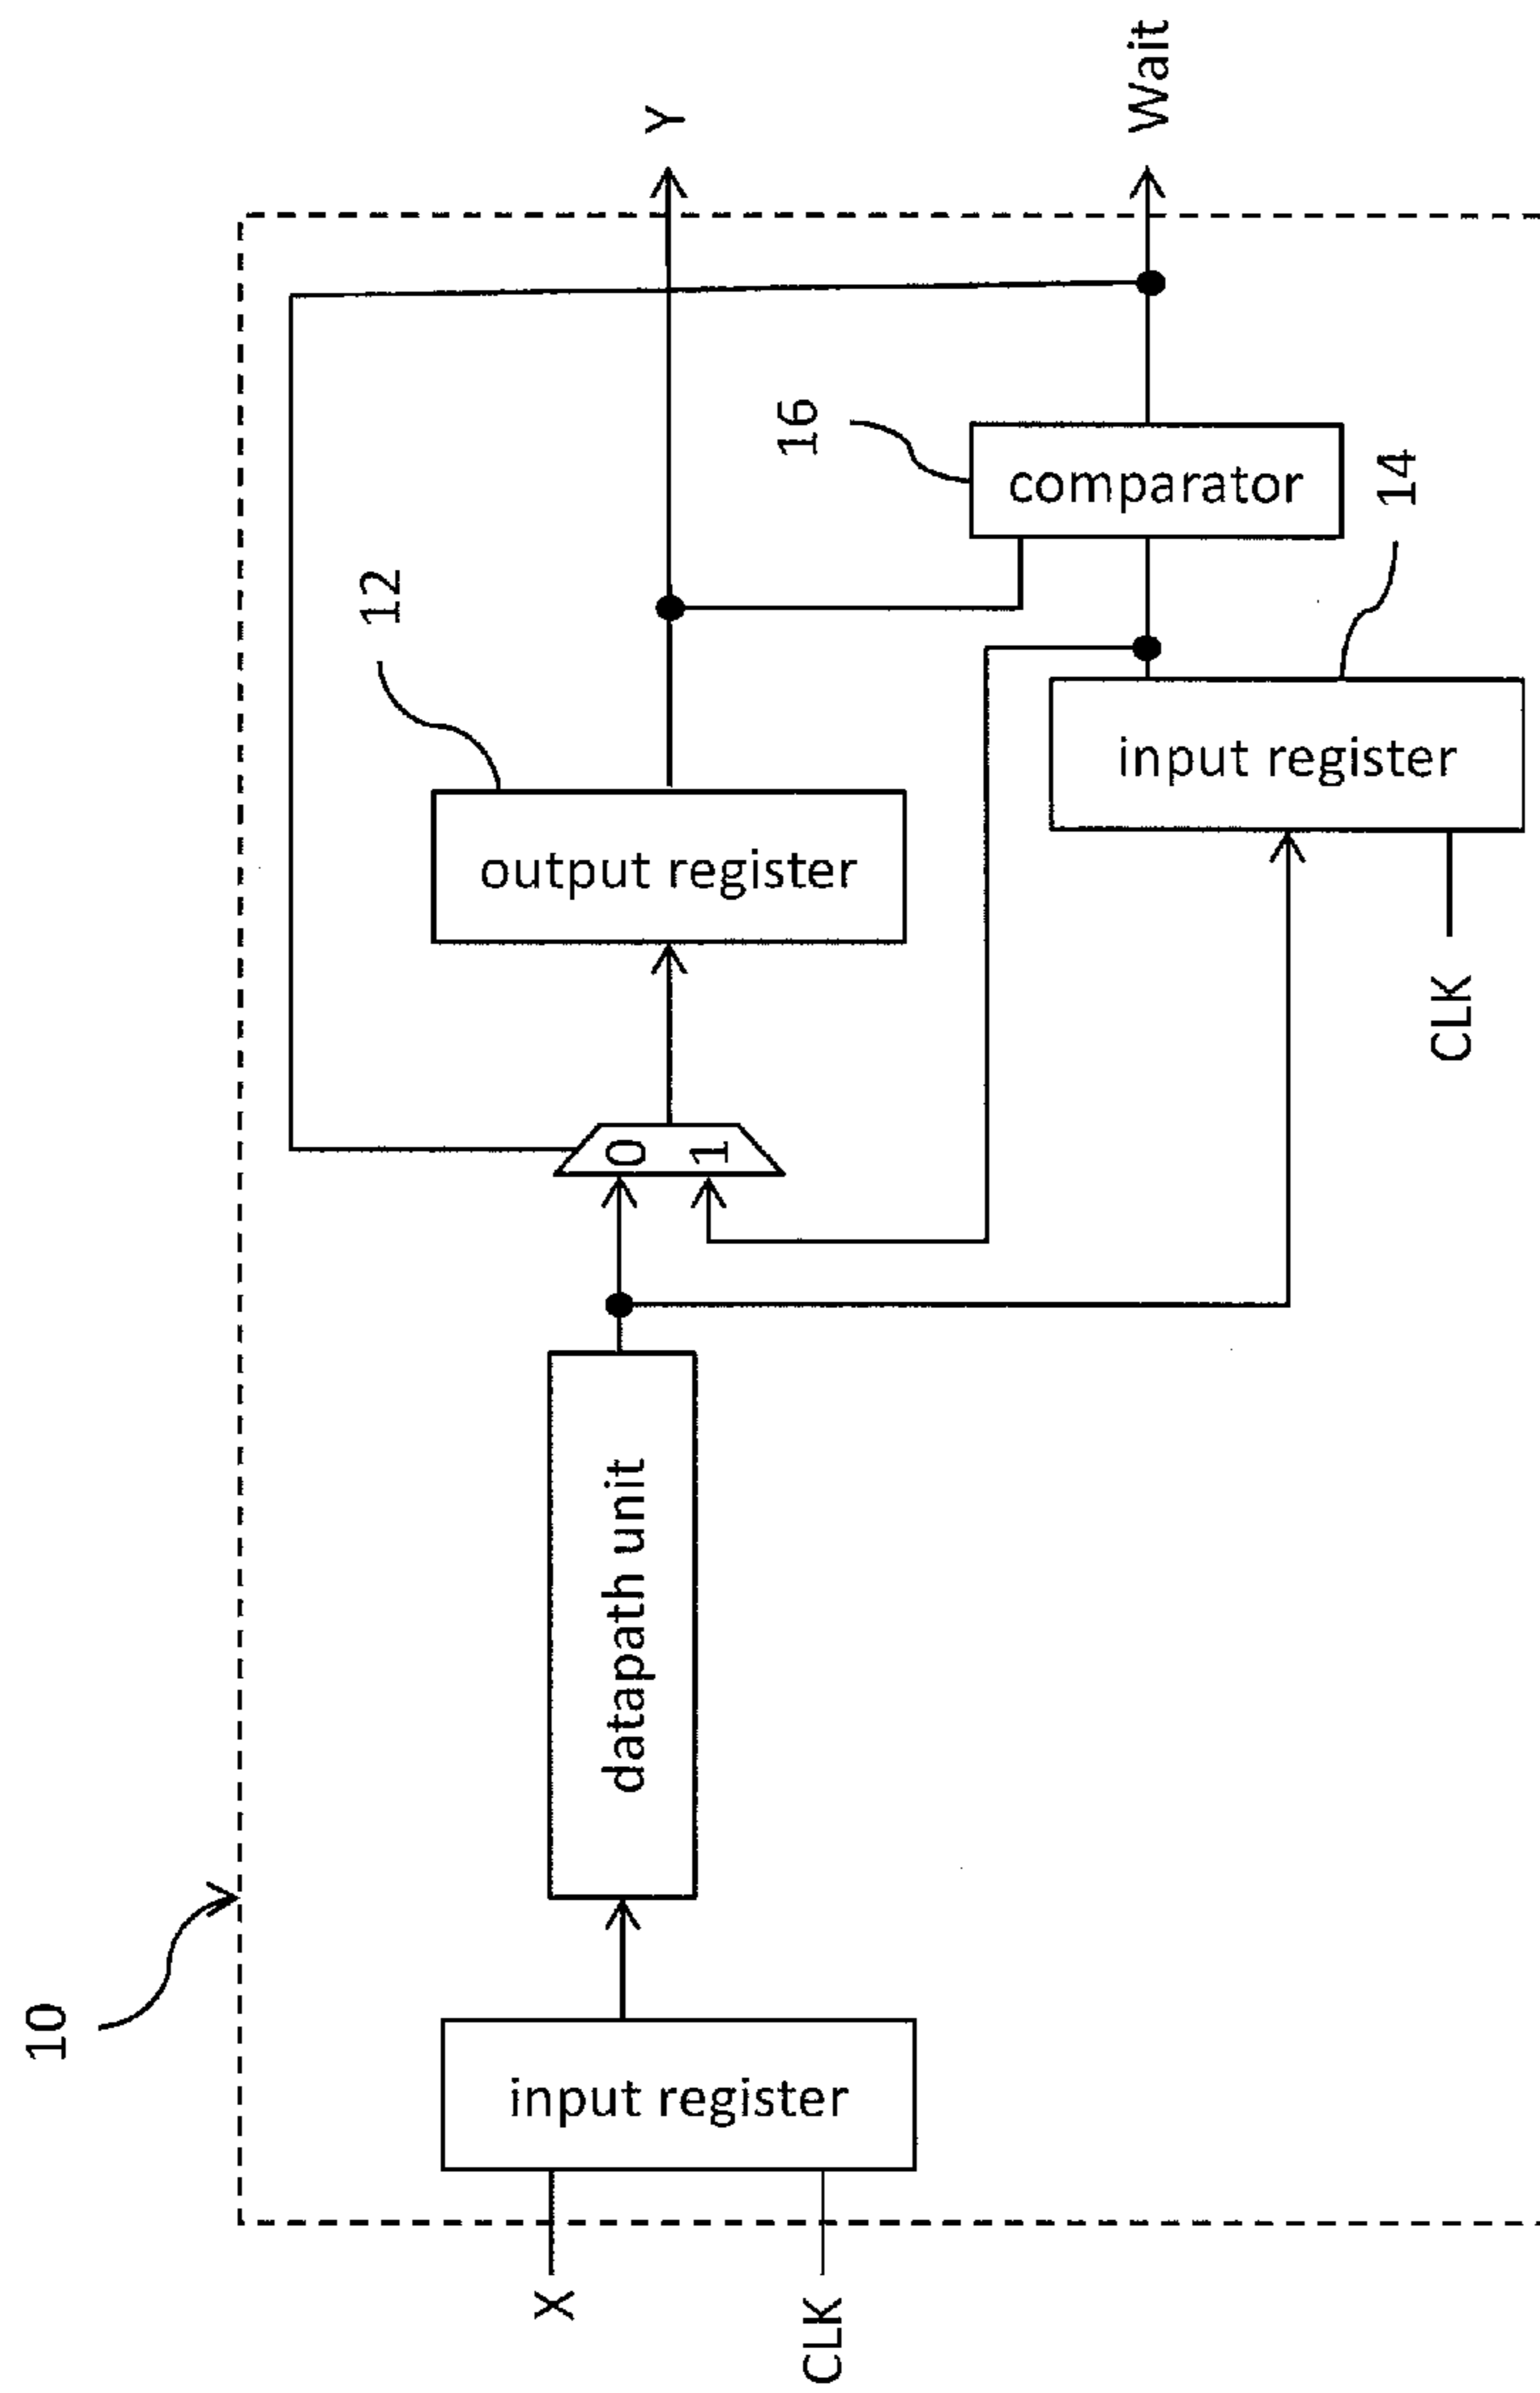 10
X
CLK
input register
datapath unit
0
1
output register
12
CLK
input register
14
comparator
16
Y
Wait